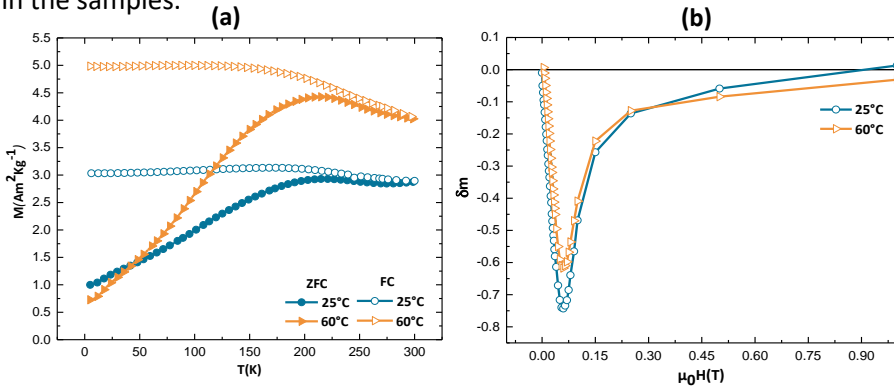 in the samples.
(a)
5.5
5.0
4.5
4.0
3.5
3.0
2.5
2.0
1.5
1.0
0.5
0.0
M/Am²Kg⁻¹)
0 50 100 150 200 250 300
T(K)
ZFC FC
25°C 25°C
60°C 60°C
(b)
0.1
0.0
-0.1
-0.2
-0.3
-0.4
-0.5
-0.6
-0.7
-0.8
δm
0.00 0.15 0.30 0.45 0.60 0.75 0.90
μ₀H(T)
25°C
60°C